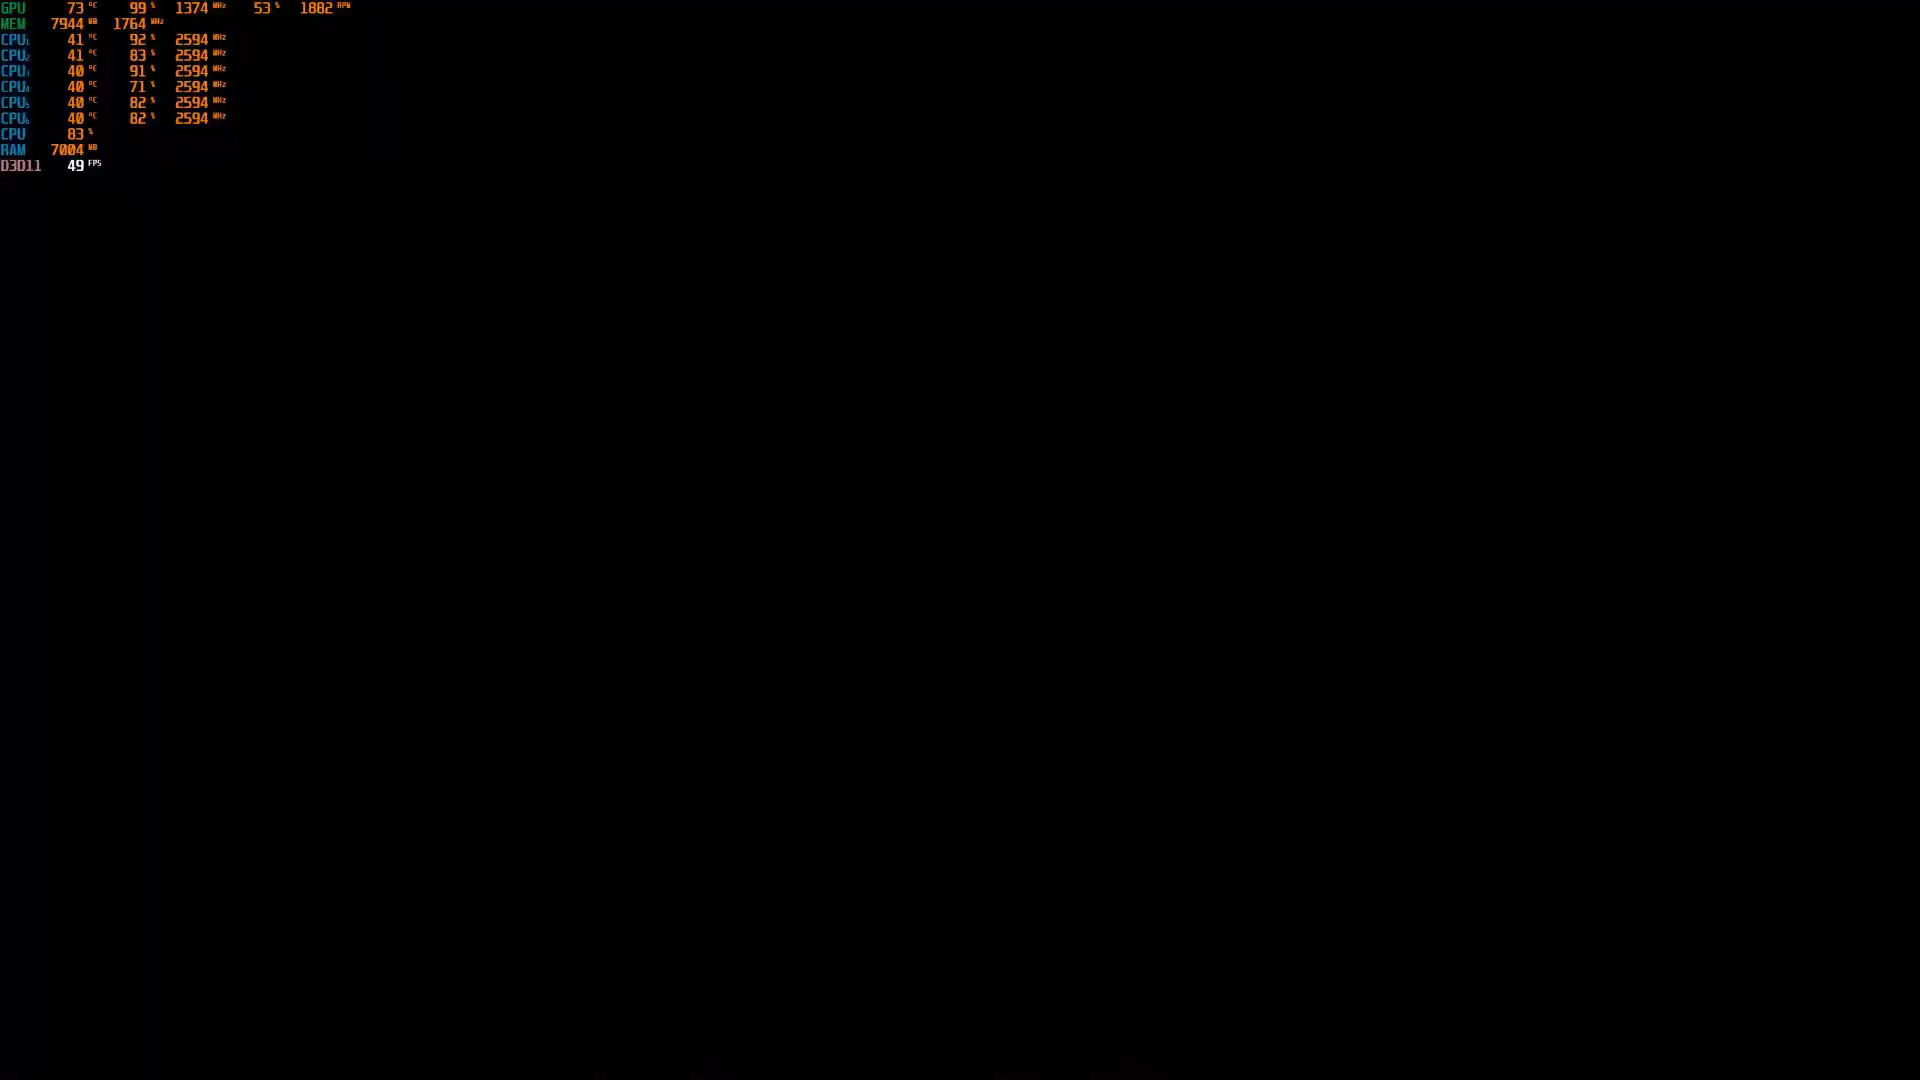 GPU 73 °C 99 % 1374 MHz 53 % 1882 RPM
MEM 7944 MB 1764 MHz
CPU1 41 °C 92 % 2594 MHz
CPU2 41 °C 83 % 2594 MHz
CPU3 40 °C 91 % 2594 MHz
CPU4 40 °C 71 % 2594 MHz
CPU5 40 °C 82 % 2594 MHz
CPU6 40 °C 82 % 2594 MHz
CPU 83 %
RAM 7004 MB
D3D11 49 FPS